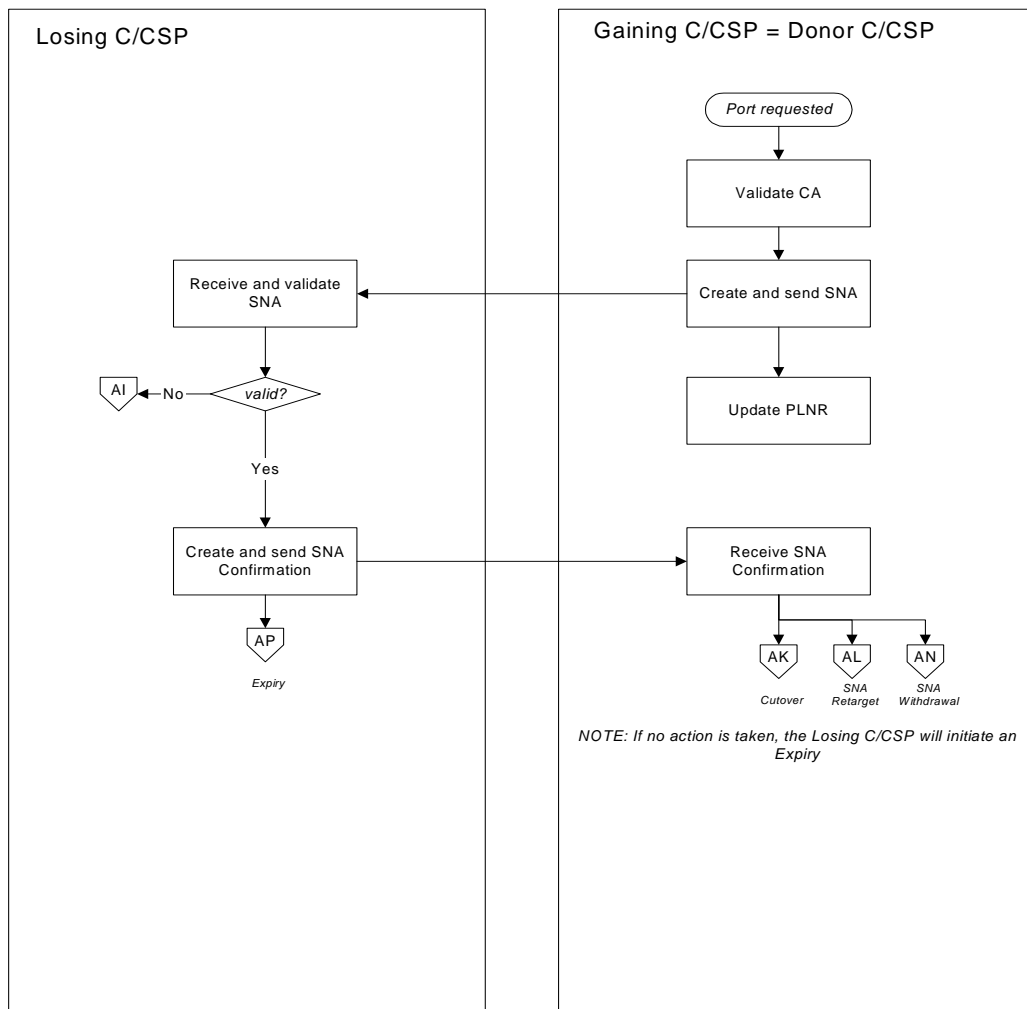 Losing C/CSP
Gaining C/CSP = Donor C/CSP
Port requested
Validate CA
Receive and validate
SNA
Create and send SNA
AI
No
valid?
Update PLNR
Yes
Create and send SNA
Confirmation
Receive SNA
Confirmation
AP
Expiry
AK
AL
AN
Cutover
SNA
Retarget
SNA
Withdrawal
NOTE: If no action is taken, the Losing C/CSP will initiate an
Expiry